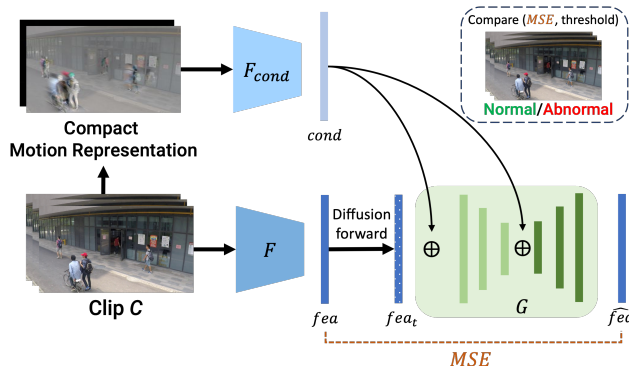 Compare (MSE, threshold)
Normal/Abnormal
F_cond
cond
Compact
Motion Representation
Diffusion
forward
F
G
Clip C
fea
fea_t
MSE